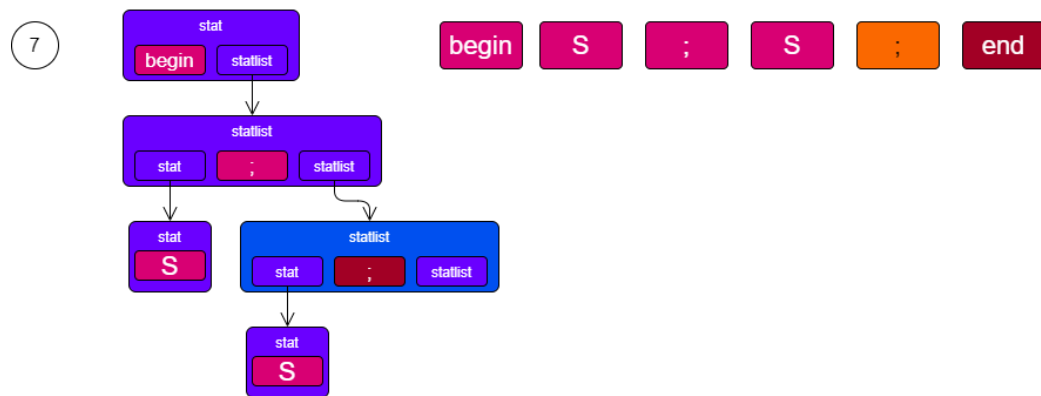 7
stat
begin statlist
begin S ; S ; end
statlist
stat ; statlist
stat
S
statlist
stat ; statlist
stat
S